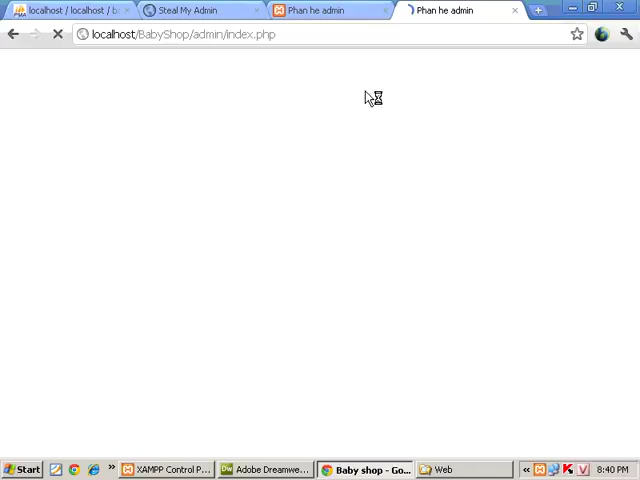 localhost / localhost / b
Steal My Admin
Phan he admin
Phan he admin
localhost/BabyShop/admin/index.php
Start
XAMPP Control P...
Adobe Dreamwe...
Baby shop - Go...
Web
8:40 PM